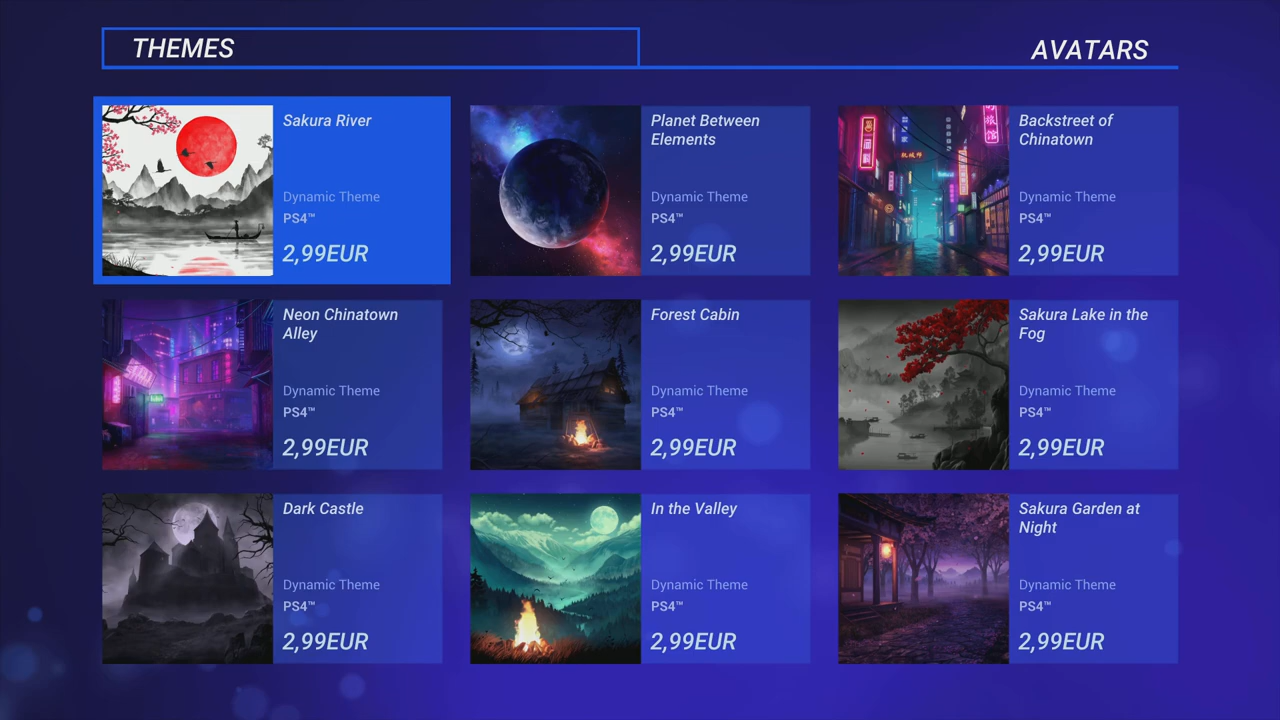 THEMES
AVATARS
Sakura River
Dynamic Theme
PS4™
2,99EUR
Planet Between
Elements
Dynamic Theme
PS4™
2,99EUR
Backstreet of
Chinatown
Dynamic Theme
PS4™
2,99EUR
Neon Chinatown
Alley
Dynamic Theme
PS4™
2,99EUR
Forest Cabin
Dynamic Theme
PS4™
2,99EUR
Sakura Lake in the
Fog
Dynamic Theme
PS4™
2,99EUR
Dark Castle
Dynamic Theme
PS4™
2,99EUR
In the Valley
Dynamic Theme
PS4™
2,99EUR
Sakura Garden at
Night
Dynamic Theme
PS4™
2,99EUR